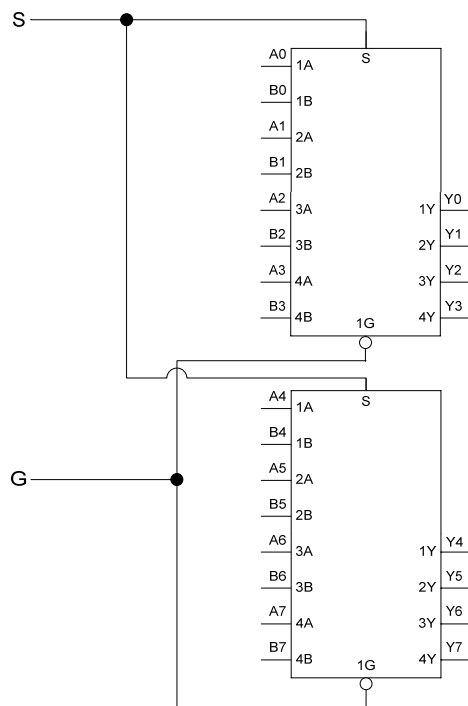 S
S
A0 1A
B0 1B
A1 2A
B1 2B
A2 3A 1Y Y0
B2 3B 2Y Y1
A3 4A 3Y Y2
B3 4B 4Y Y3
1G
S
A4 1A
B4 1B
G A5 2A
B5 2B
A6 3A 1Y Y4
B6 3B 2Y Y5
A7 4A 3Y Y6
B7 4B 4Y Y7
1G